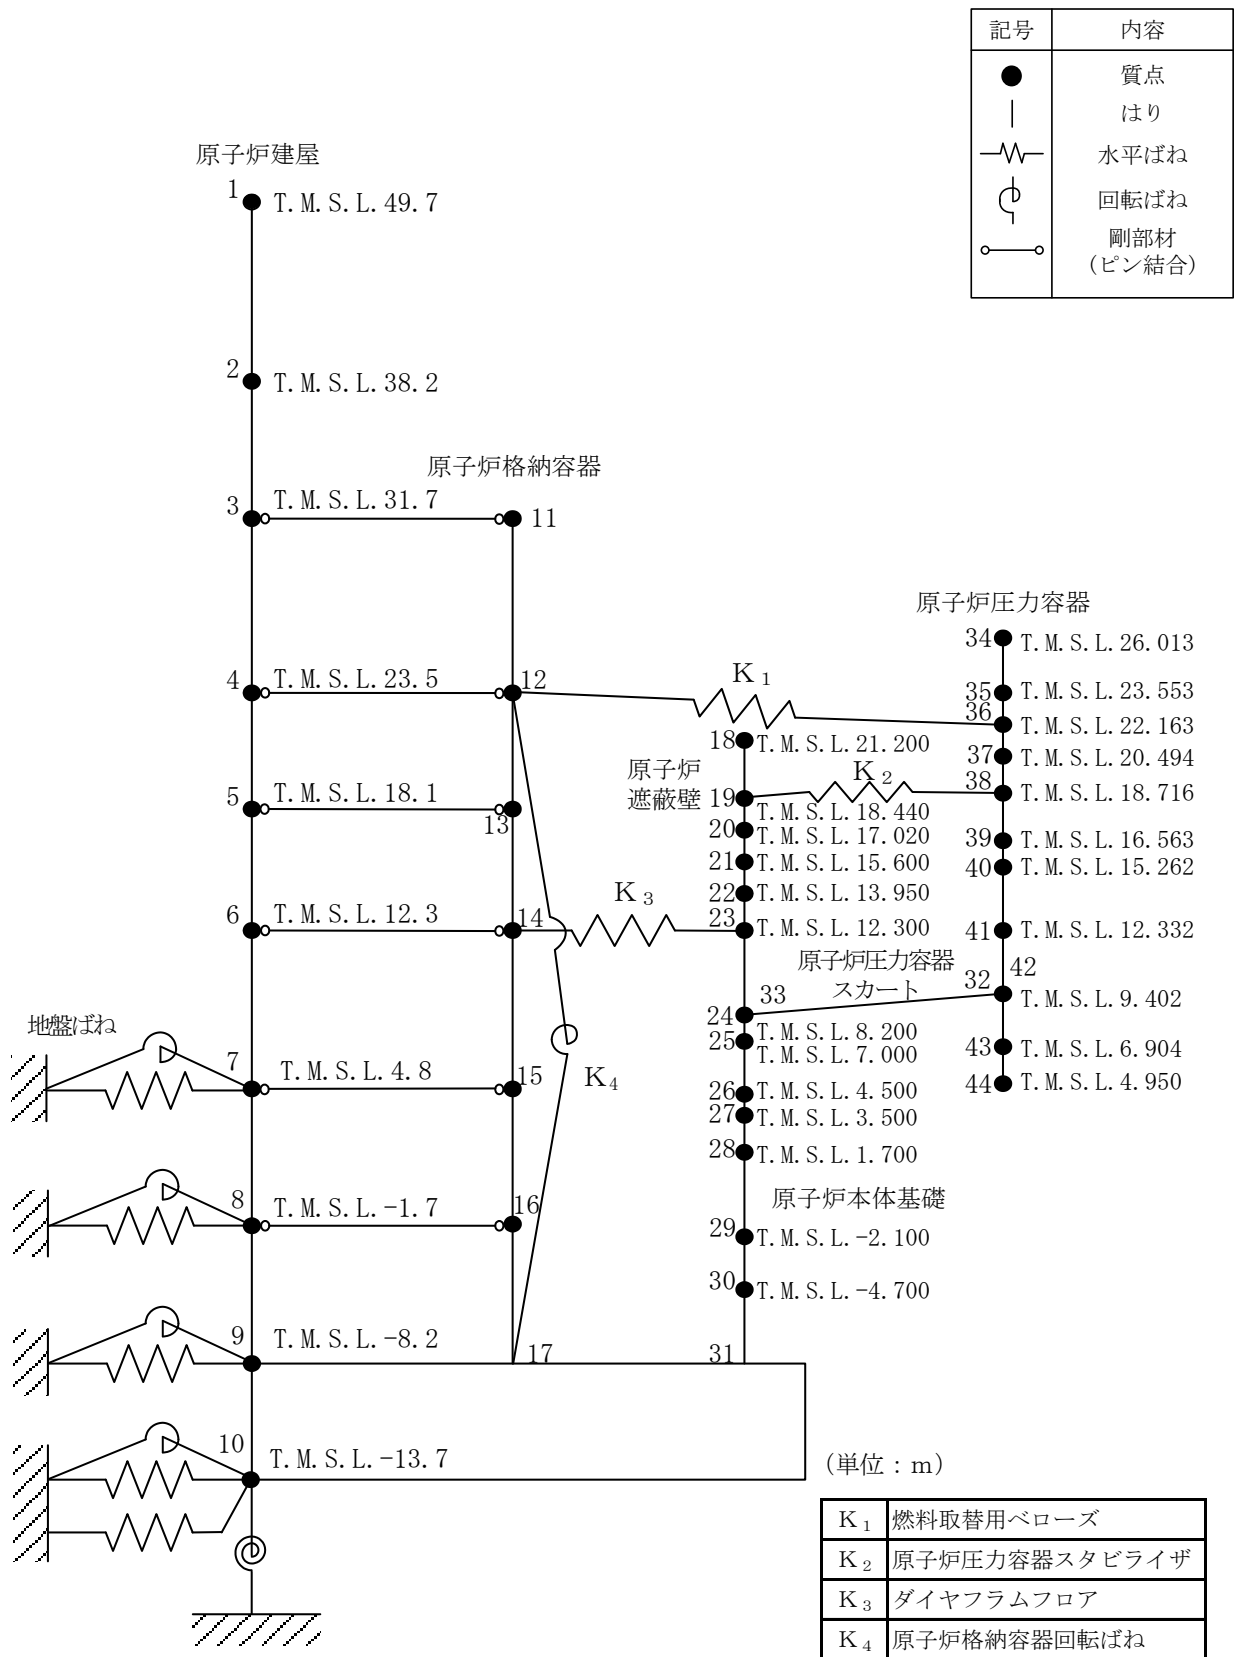 記号 内容
質点
はり
水平ばね
回転ばね
剛部材
(ピン結合)
原子炉建屋
1 T.M.S.L.49.7
2 T.M.S.L.38.2
原子炉格納容器
3 T.M.S.L.31.7 11
原子炉圧力容器
34 T.M.S.L.26.013
4 T.M.S.L.23.5 12 K1 35 T.M.S.L.23.553
36 T.M.S.L.22.163
18 T.M.S.L.21.200
37 T.M.S.L.20.494
原子炉
遮蔽壁
5 T.M.S.L.18.1 13
19 T.M.S.L.18.440 K2 38 T.M.S.L.18.716
20 T.M.S.L.17.020
39 T.M.S.L.16.563
21 T.M.S.L.15.600
40 T.M.S.L.15.262
22 T.M.S.L.13.950
6 T.M.S.L.12.3 14 K3 23 T.M.S.L.12.300
41 T.M.S.L.12.332
原子炉圧力容器
スカート
32 42 T.M.S.L.9.402
33
24 T.M.S.L.8.200
25 T.M.S.L.7.000
43 T.M.S.L.6.904
44 T.M.S.L.4.950
地盤ばね
7 T.M.S.L.4.8 15 K4
26 T.M.S.L.4.500
27 T.M.S.L.3.500
28 T.M.S.L.1.700
原子炉本体基礎
8 T.M.S.L.-1.7 16
29 T.M.S.L.-2.100
30 T.M.S.L.-4.700
9 T.M.S.L.-8.2 17 31
10 T.M.S.L.-13.7
(単位:m)
K1 燃料取替用ベローズ
K2 原子炉圧力容器スタビライザ
K3 ダイヤフラムフロア
K4 原子炉格納容器回転ばね